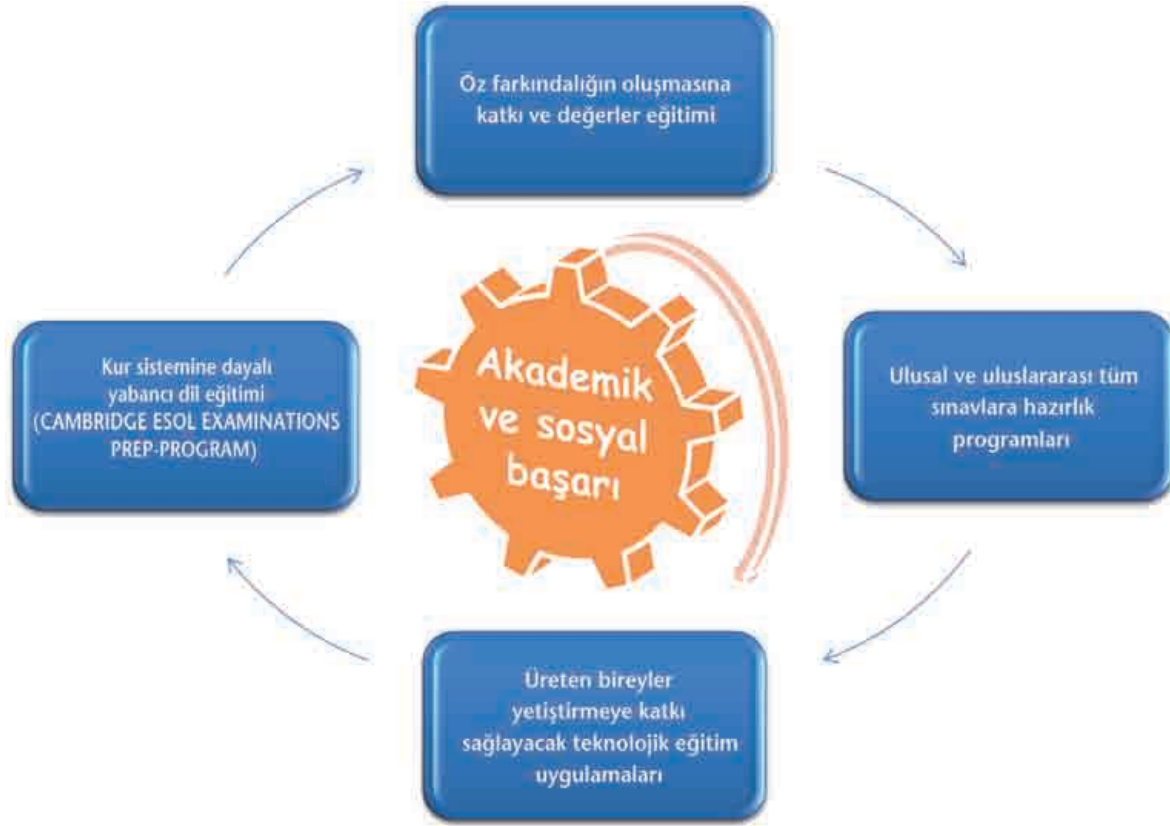 Öz farkındalığın oluşmasına
katkı ve değerler eğitimi
Ulusal ve uluslararası tüm
sınavlara hazırlık
programları
Üreten bireyler
yetiştirmeye katkı
sağlayacak teknolojik eğitim
uygulamaları
Kur sistemine dayalı
yabancı dil eğitimi
(CAMBRIDGE ESOL EXAMINATIONS
PREP-PROGRAM)
Akademik
ve sosyal
başarı